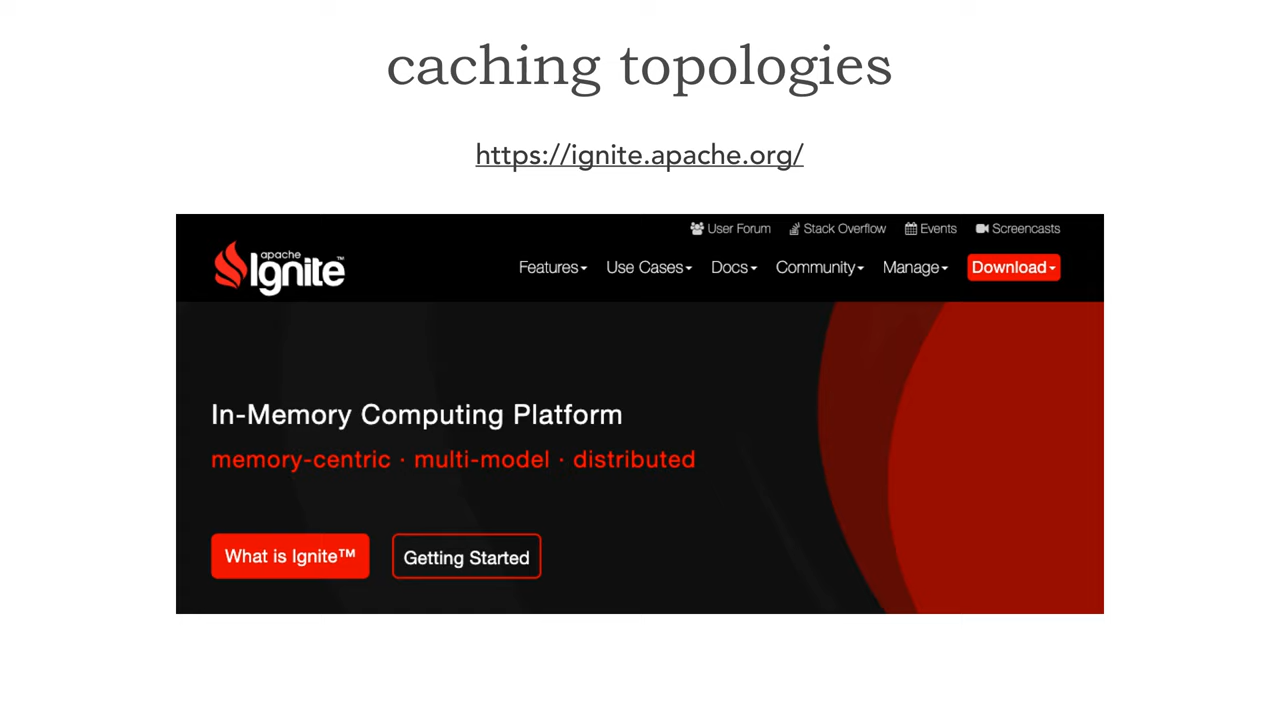 caching topologies
https://ignite.apache.org/
User Forum Stack Overflow Events Screencasts
apache
Ignite™
Features Use Cases Docs Community Manage Download
In-Memory Computing Platform
memory-centric · multi-model · distributed
What is Ignite™ Getting Started